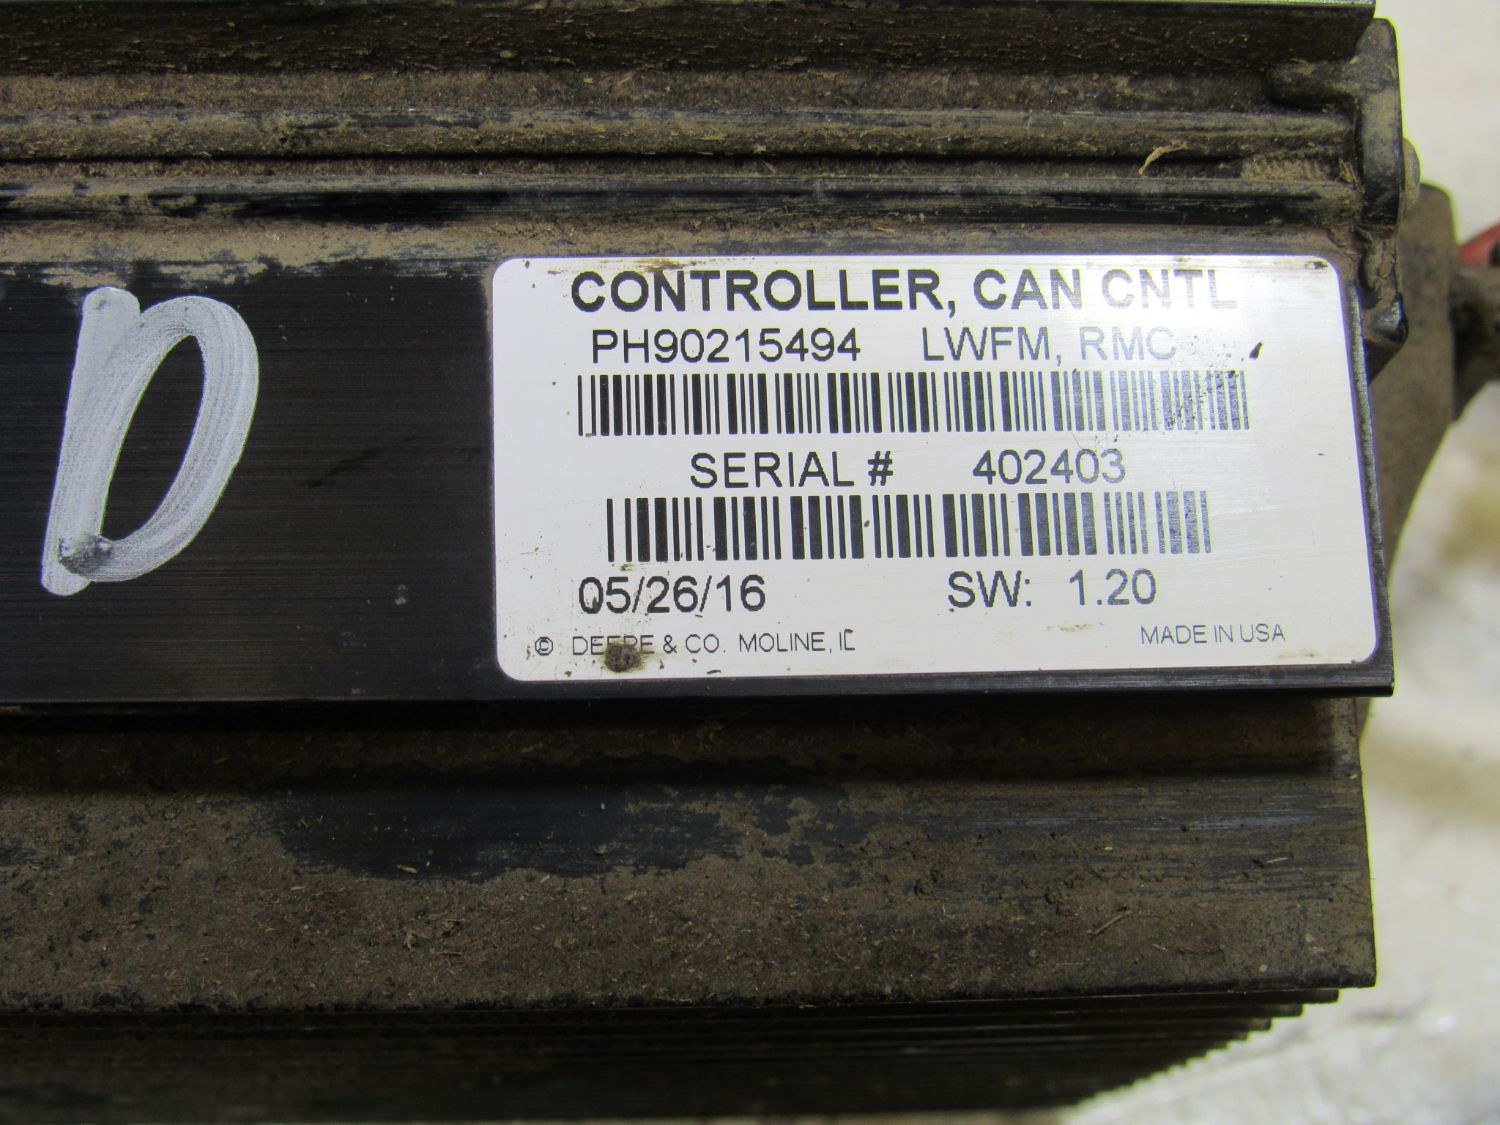 D
CONTROLLER, CAN CNTL
PH90215494 LWFM, RMC
SERIAL # 402403
05/26/16 SW: 1.20
© DEERE & CO. MOLINE, IL
MADE IN USA